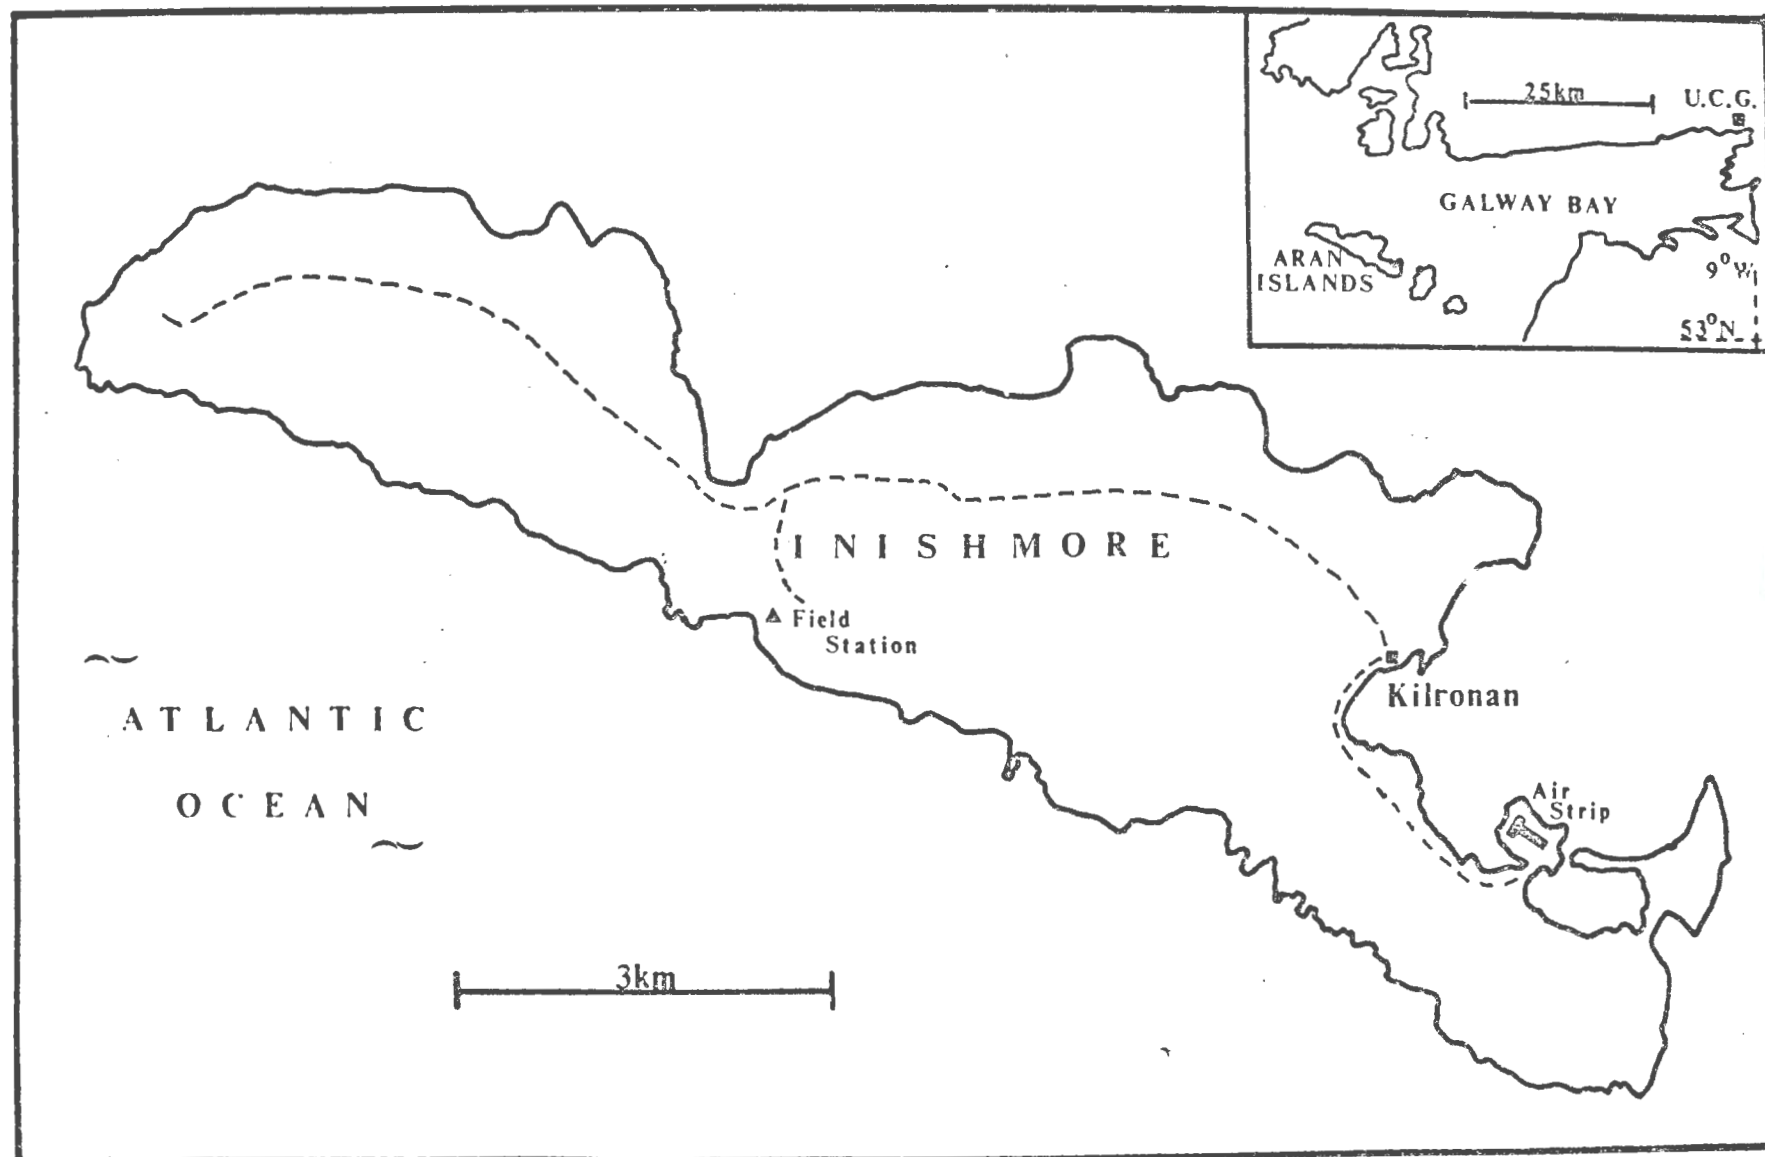 25km
U.C.G.
GALWAY BAY
ARAN
ISLANDS
9°W
53°N
INISHMORE
Field
Station
Kilronan
ATLANTIC
OCEAN
Air
Strip
3km